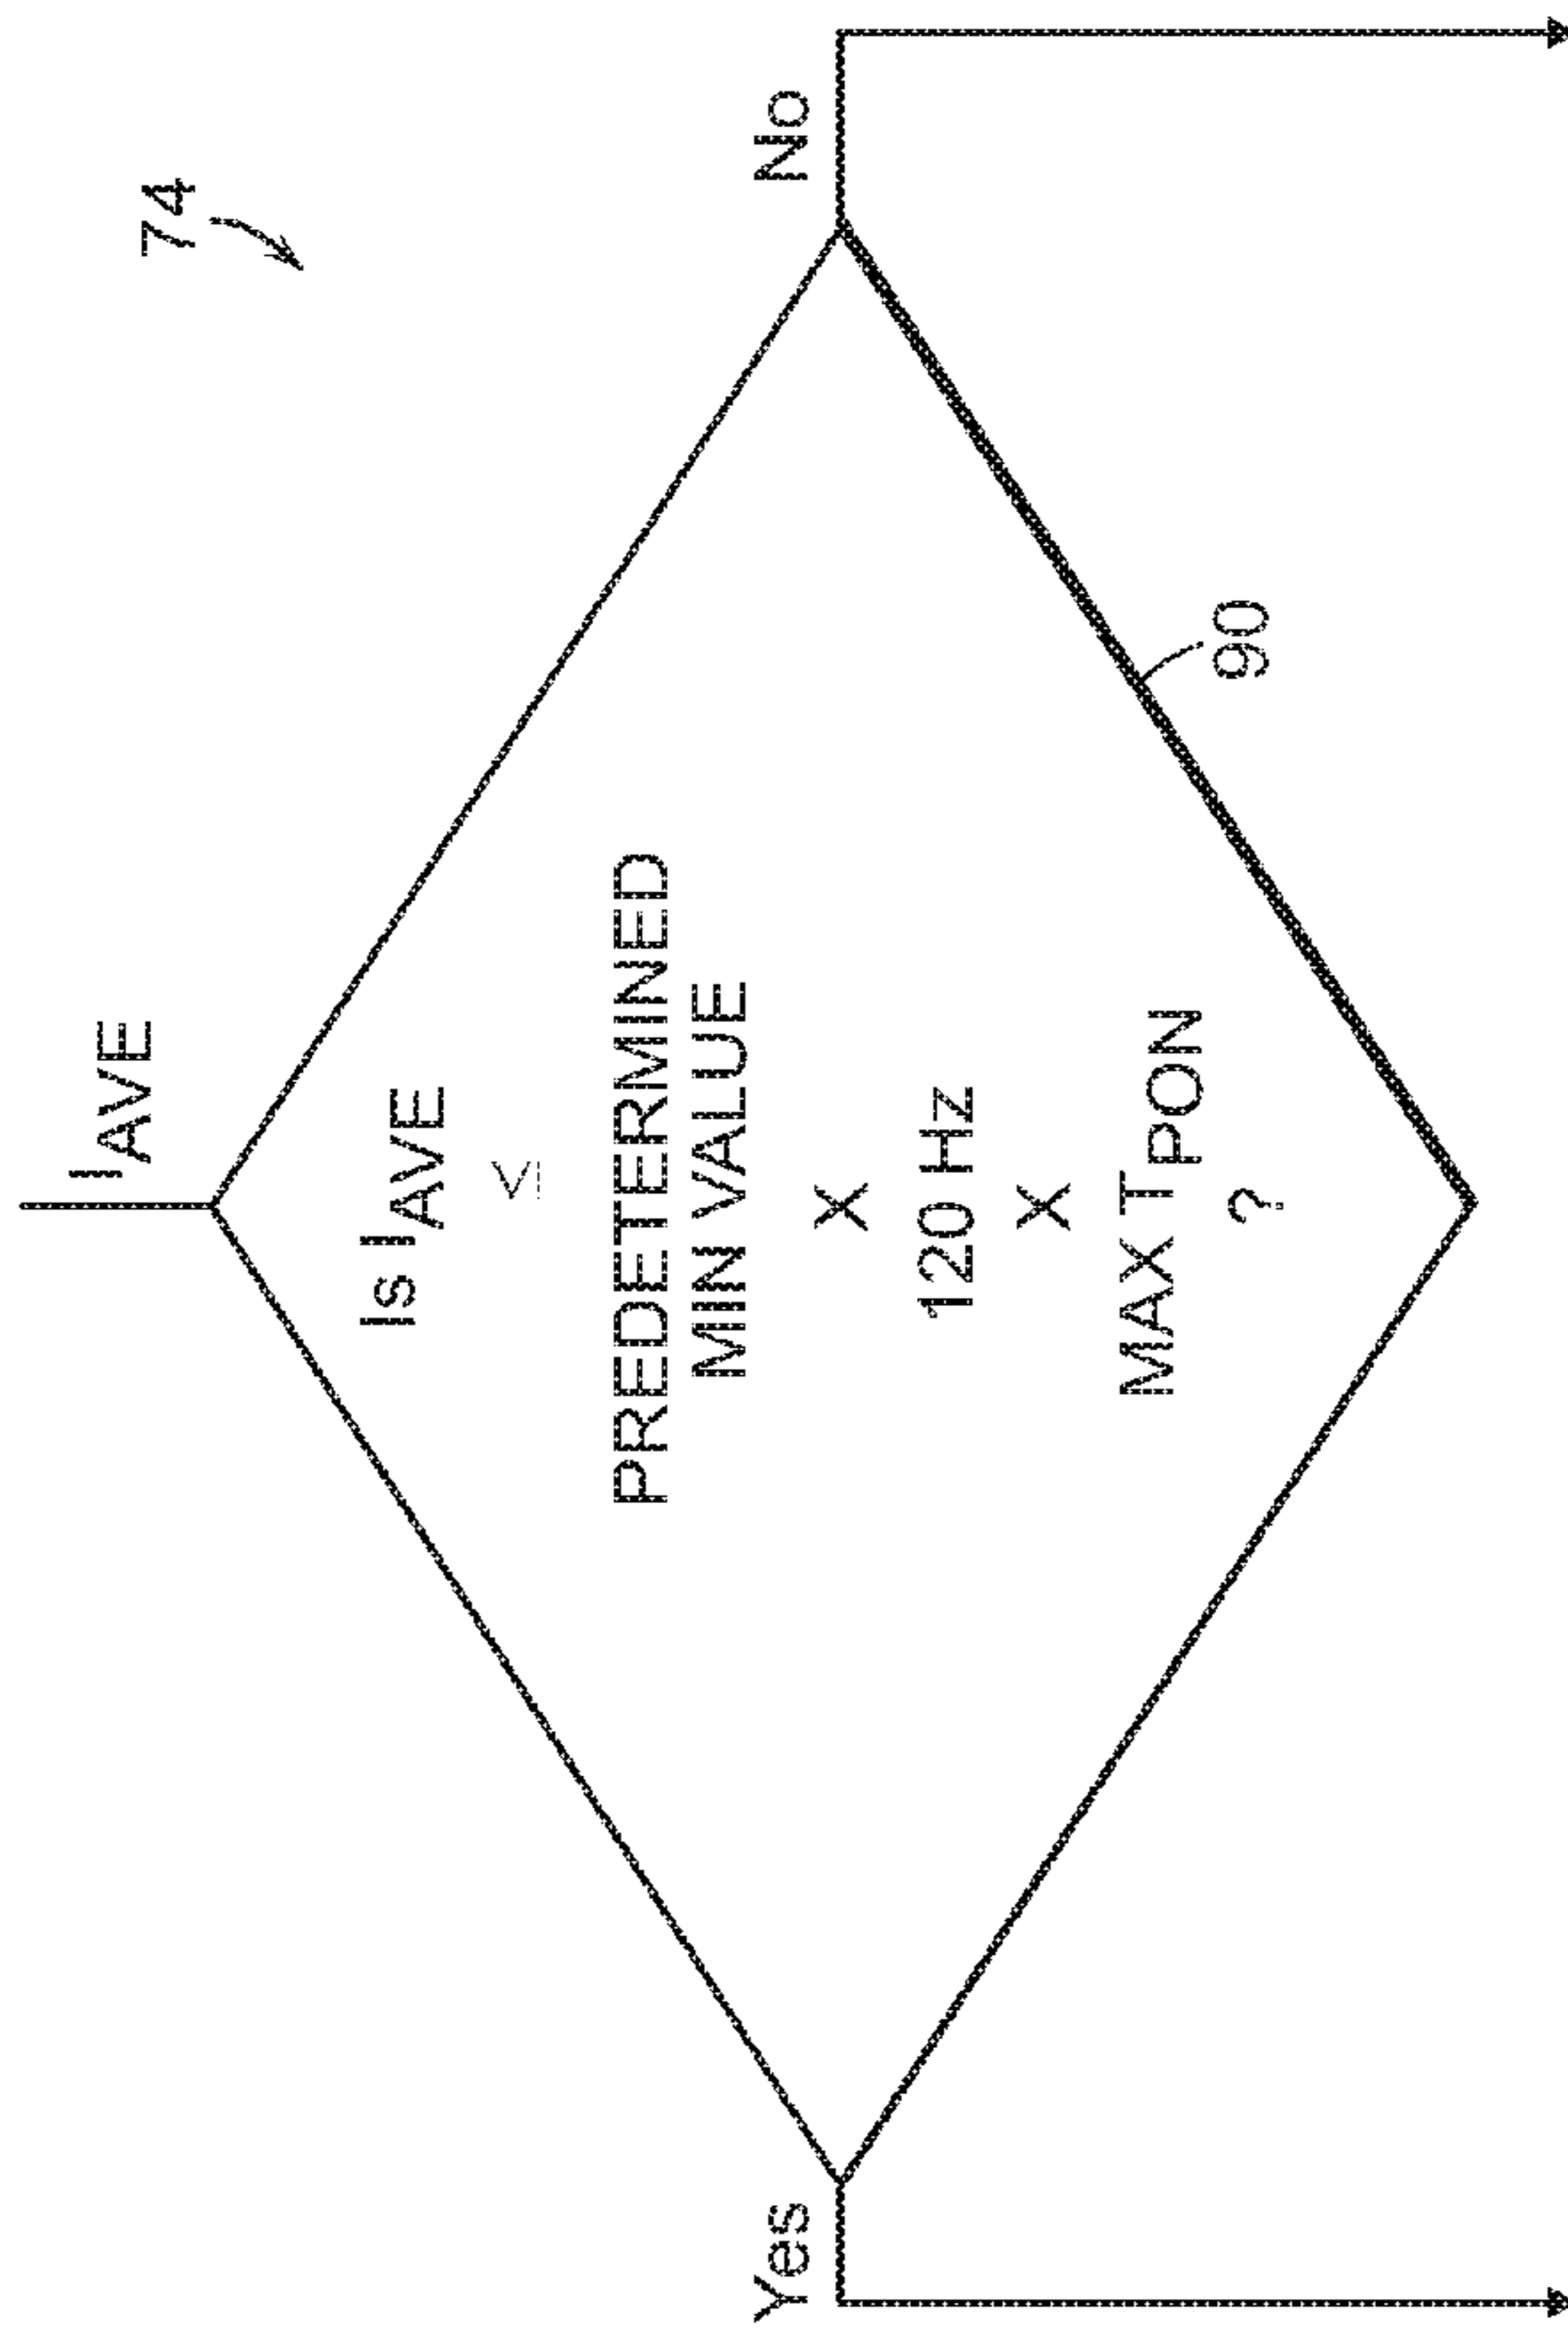 74
I AVE
Is I AVE
≤
PREDETERMINED
MIN VALUE
Yes
No
X
120 Hz
X
MAX T PON
?
90